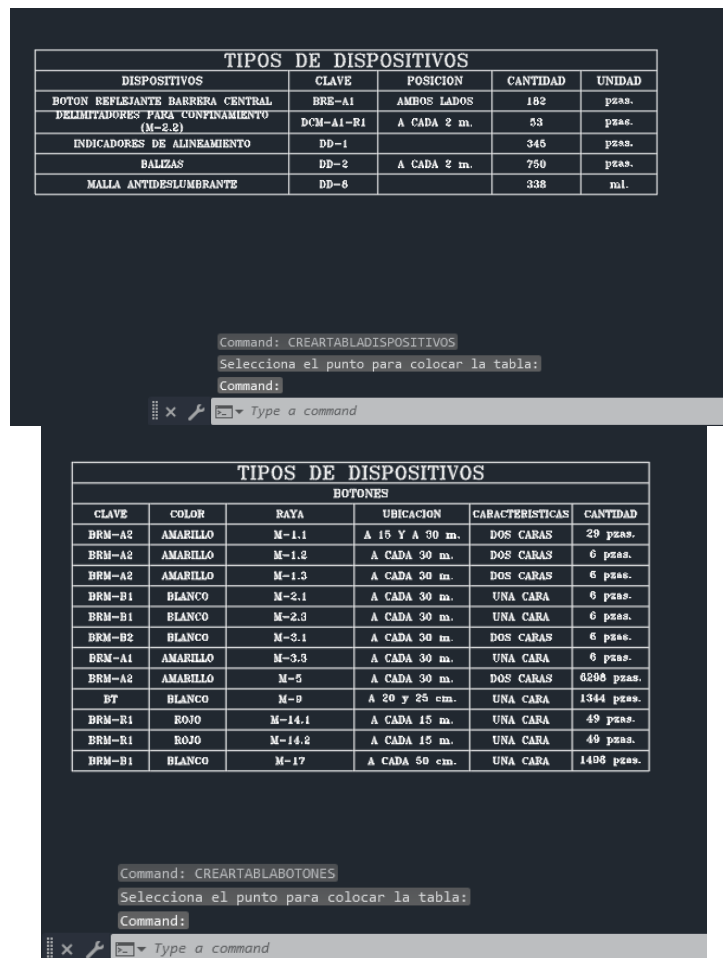 TIPOS DE DISPOSITIVOS
DISPOSITIVOS CLAVE POSICION CANTIDAD UNIDAD
BOTON REFLEJANTE BARRERA CENTRAL BRE-A1 AMBOS LADOS 182 pzas.
DELIMITADORES PARA CONFINAMIENTO
(M-2.2) DCM-A1-R1 A CADA 2 m. 53 pzas.
INDICADORES DE ALINEAMIENTO DD-1 pzas.
BALIZAS DD-2 A CADA 2 m. 750 pzas.
MALLA ANTIDESLUMBRANTE 338 ml.
Command: CREARTABLADISPOSITIVOS
Selecciona el punto para colocar la tabla:
Command:
Type a command
TIPOS DE DISPOSITIVOS
BOTONES
CLAVE COLOR RAYA UBICACION CARACTERISTICAS CANTIDAD
BRM-A2 AMARILLO M-1.1 A 15 Y A 30 m. DOS CARAS 29 pzas.
BRM-A2 AMARILLO M-1.2 A CADA 30 m. DOS CARAS 6 pzas.
BRM-A2 AMARILLO M-1.3 A CADA 30 m. DOS CARAS 6 pzas.
BRM-B1 BLANCO M-2.1 A CADA 30 m. UNA CARA 6 pzas.
BRM-B1 BLANCO M-2.3 A CADA 30 m. UNA CARA 6 pzas.
BRM-B2 BLANCO M-3.1 A CADA 30 m. DOS CARAS 6 pzas.
BRM-A1 AMARILLO M-3.3 A CADA 30 m. UNA CARA 6 pzas.
BRM-A2 AMARILLO M-5 A CADA 30 m. DOS CARAS pzas.
BT BLANCO M-9 A 20 y 25 cm. UNA CARA 1344 pzas.
BRM-R1 ROJO M-14.1 A CADA 15 m. UNA CARA 49 pzas.
BRM-R1 ROJO M-14.2 A CADA 15 m. UNA CARA 49 pzas.
BRM-B1 BLANCO M-17 A CADA 50 cm. UNA CARA pzas.
Command: CREARTABLABOTONES
Selecciona el punto para colocar la tabla:
Command:
Type a command